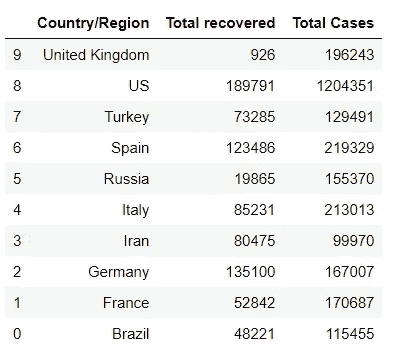 Country/Region Total recovered Total Cases
9 United Kingdom 926 196243
8 US 189791 1204351
7 Turkey 73285 129491
6 Spain 123486 219329
5 Russia 19865 155370
4 Italy 85231 213013
3 Iran 80475 99970
2 Germany 135100 167007
1 France 52842 170687
0 Brazil 48221 115455